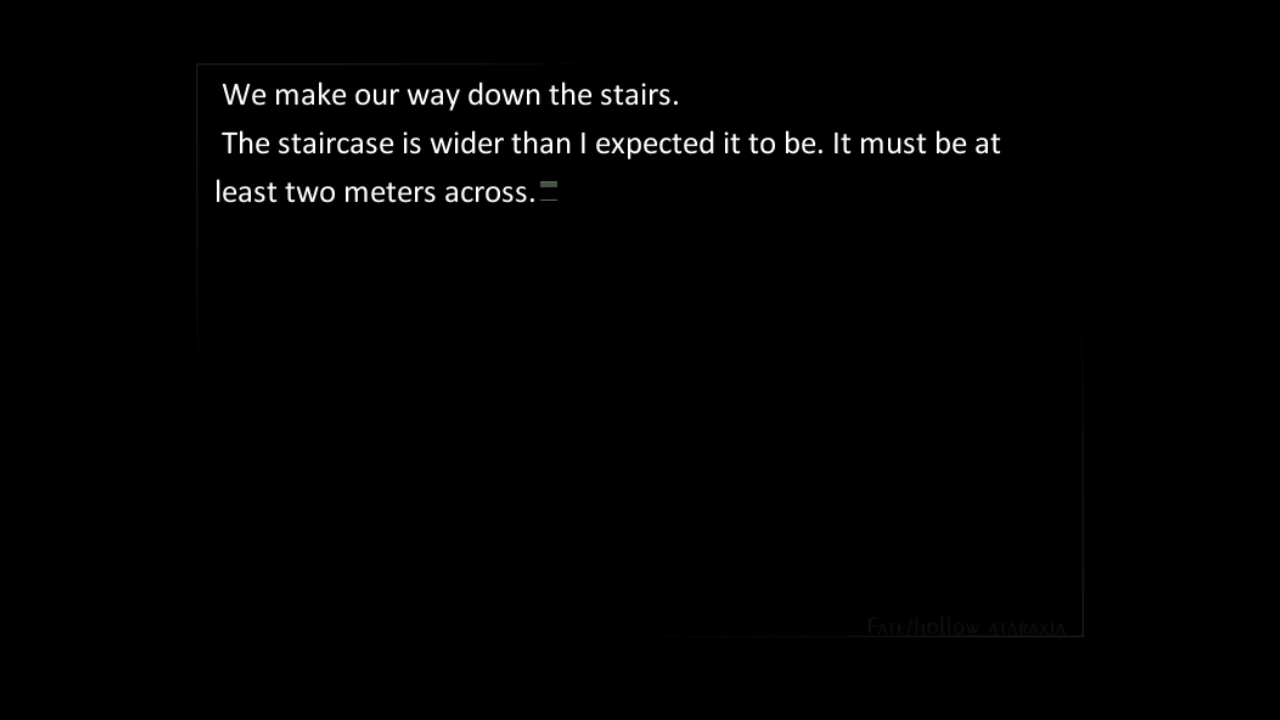 We make our way down the stairs.
The staircase is wider than I expected it to be. It must be at
least two meters across.
Fate/hollow ataraxia